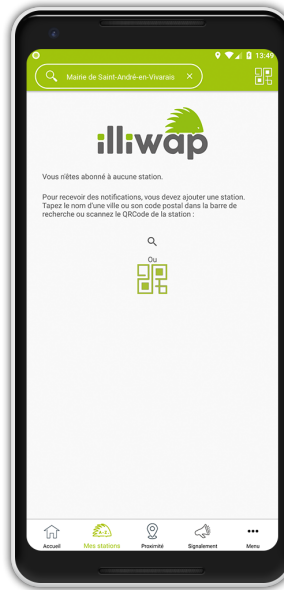 13:49
Mairie de Saint-André-en-Vivarais ×
illiwap
Vous n'êtes abonné à aucune station.
Pour recevoir des notifications, vous devez ajouter une station.
Tapez le nom d'une ville ou son code postal dans la barre de
recherche ou scannez le QRCode de la station :
Ou
A-Z
Accueil Mes stations Proximité Signalement Menu